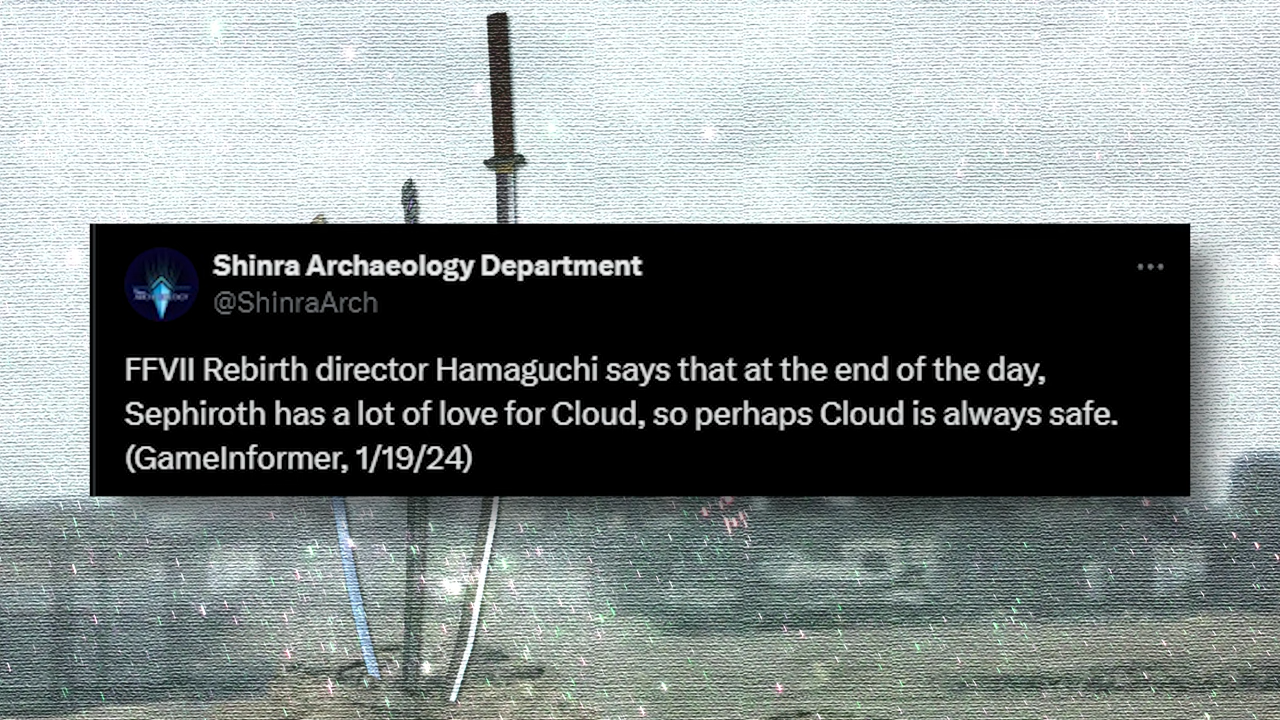 Shinra Archaeology Department
@ShinraArch
FFVII Rebirth director Hamaguchi says that at the end of the day,
Sephiroth has a lot of love for Cloud, so perhaps Cloud is always safe.
(GameInformer, 1/19/24)